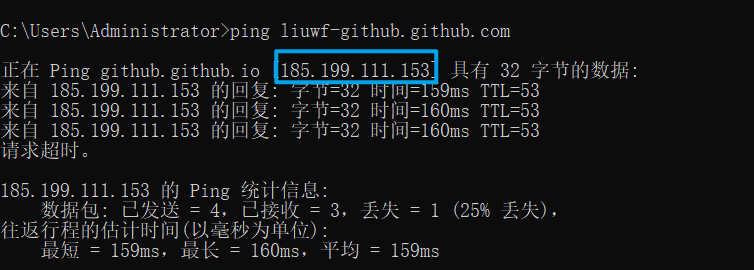 C:\Users\Administrator>ping liuwf-github.github.com
正在 Ping github.github.io [185.199.111.153] 具有 32 字节的数据:
来自 185.199.111.153 的回复: 字节=32 时间=159ms TTL=53
来自 185.199.111.153 的回复: 字节=32 时间=160ms TTL=53
来自 185.199.111.153 的回复: 字节=32 时间=160ms TTL=53
请求超时。
185.199.111.153 的 Ping 统计信息:
数据包: 已发送 = 4，已接收 = 3，丢失 = 1 (25% 丢失)，
往返行程的估计时间(以毫秒为单位):
最短 = 159ms，最长 = 160ms，平均 = 159ms